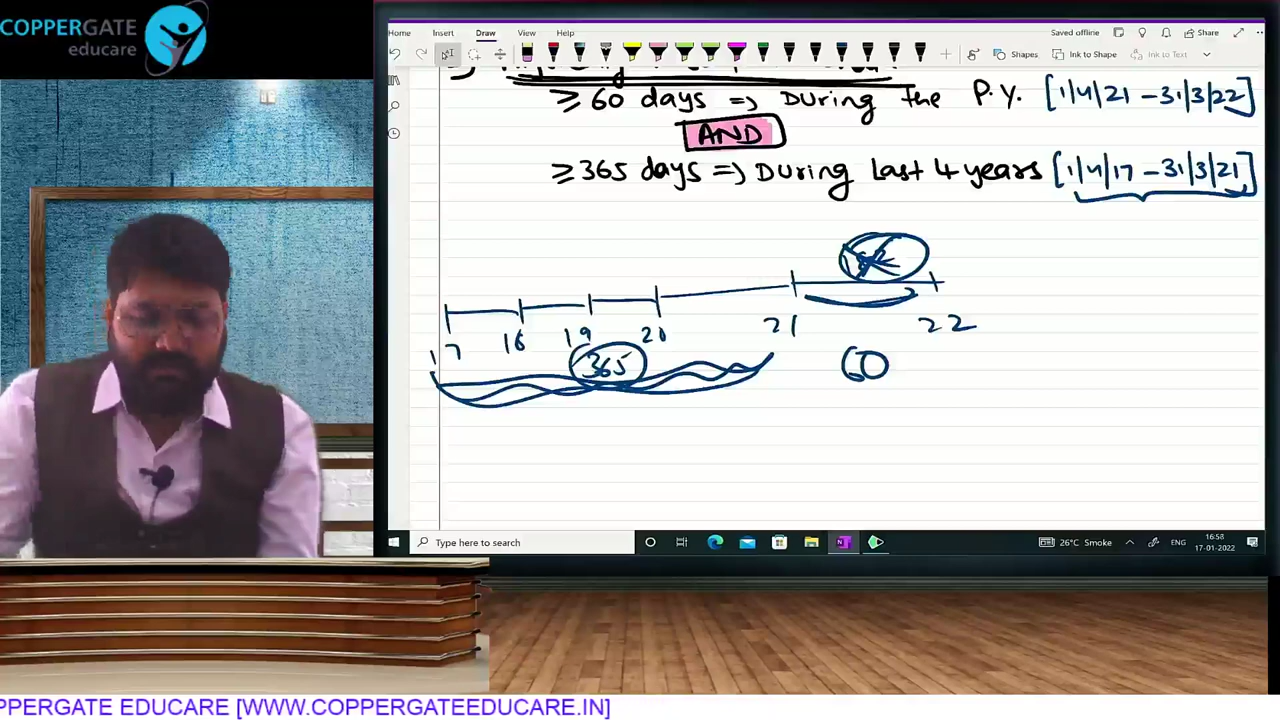 COPPERGATE
educare
Home Insert Draw View Help
Saved offline Share
Shapes Ink to Shape Ink to Text
≥ 60 days => During the P.Y. [1/4/21 - 31/3/22]
AND
≥ 365 days => During last 4 years [1/4/17 - 31/3/21]
17 18 19 20 21 22
365 60
Type here to search
26°C Smoke ENG 16:53
17-01-2022
PPERGATE EDUCARE [WWW.COPPERGATEEDUCARE.IN]